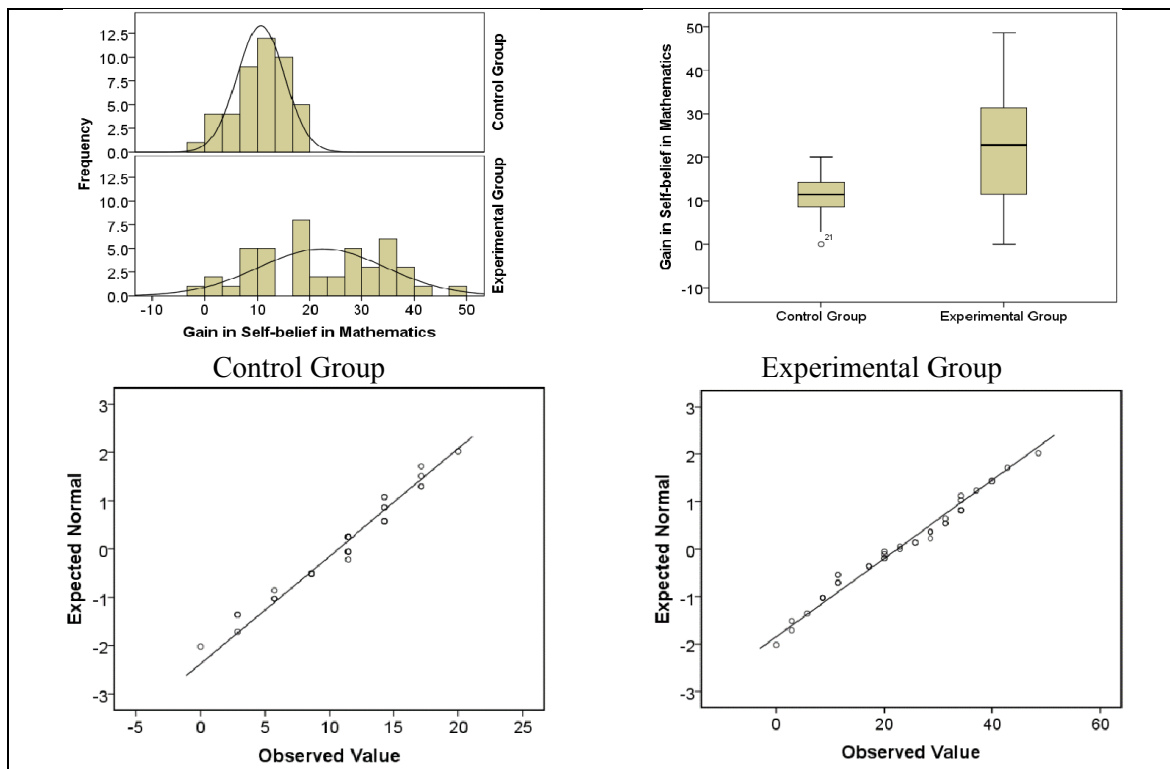 12.5
10.0
7.5
5.0
2.5
0.0
Control Group
Frequency
12.5
10.0
7.5
5.0
2.5
0.0
Experimental Group
-10 0 10 20 30 40 50
Gain in Self-belief in Mathematics
Gain in Self-belief in Mathematics
50
40
30
20
10
0
-10
21
Control Group Experimental Group
Control Group
Expected Normal
3
2
1
0
-1
-2
-3
-5 0 5 10 15 20 25
Observed Value
Experimental Group
Expected Normal
3
2
1
0
-1
-2
-3
0 20 40 60
Observed Value